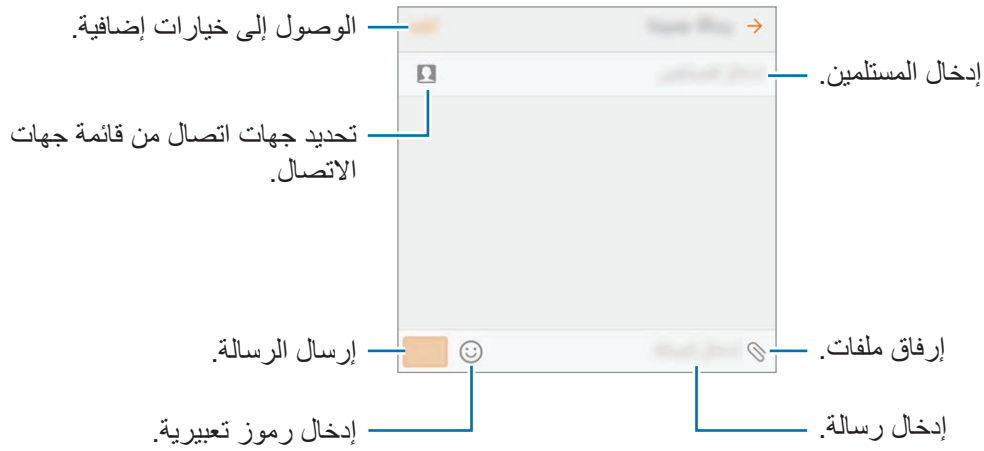 الوصول إلى خيارات إضافية.
إدخال المستلمين.
تحديد جهات اتصال من قائمة جهات
الاتصال.
إرسال الرسالة.
إرفاق ملفات.
إدخال رموز تعبيرية.
إدخال رسالة.